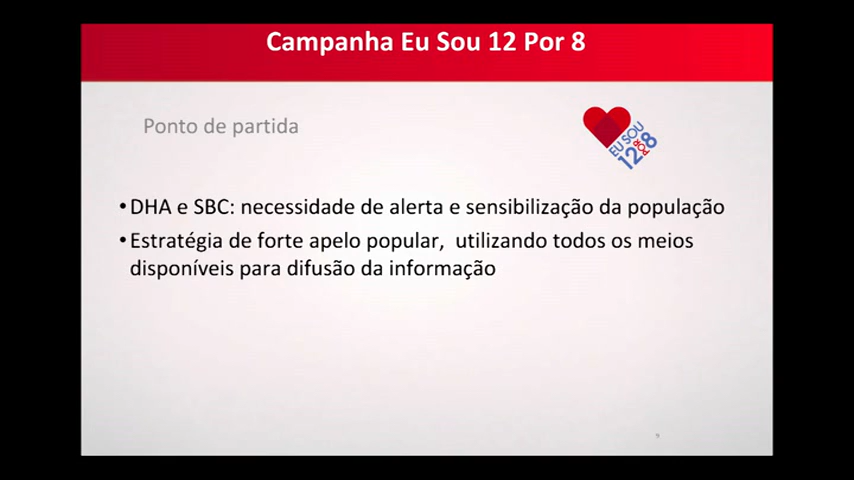 Campanha Eu Sou 12 Por 8
Ponto de partida
EU SOU
12 POR 8
•DHA e SBC: necessidade de alerta e sensibilização da população
•Estratégia de forte apelo popular,  utilizando todos os meios
disponíveis para difusão da informação